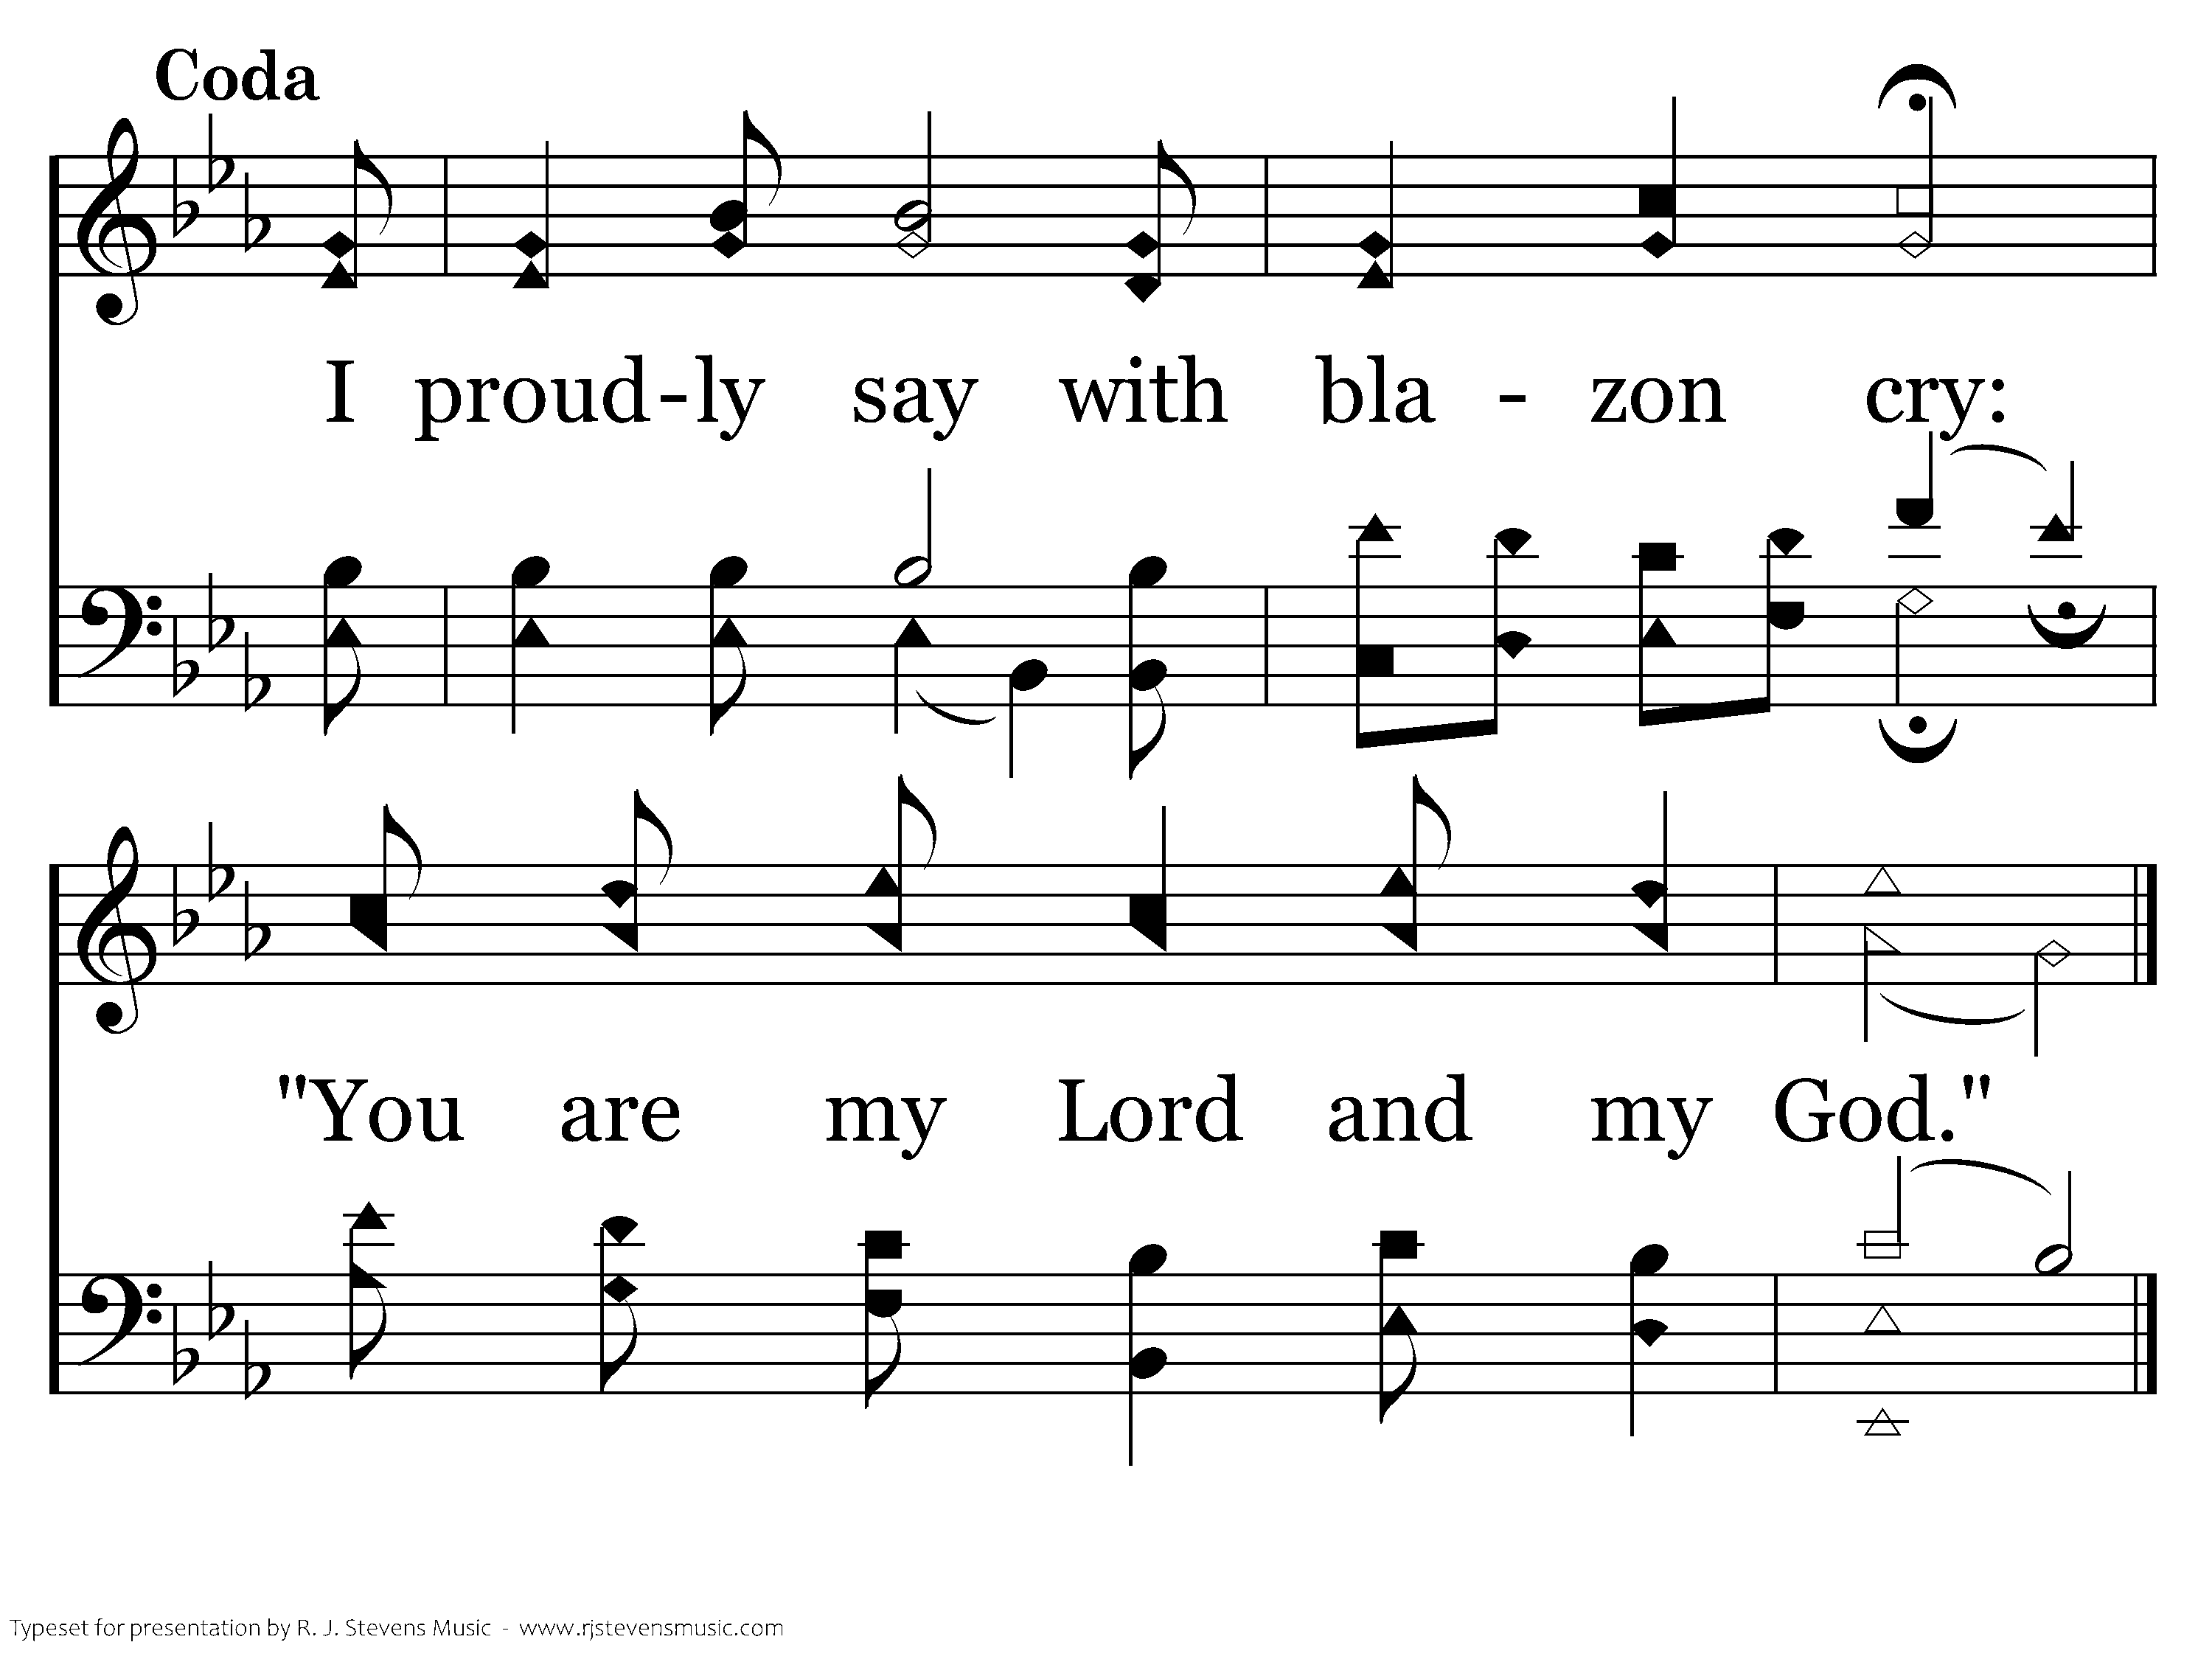 Coda
I proud-ly say with bla - zon cry:
"You are my Lord and my God."
Typeset for presentation by R. J. Stevens Music - www.rjstevensmusic.com